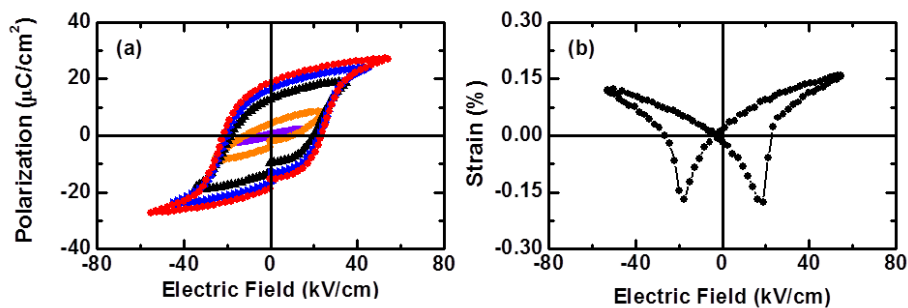 (a)
Polarization (μC/cm²)
40
20
0
-20
-40
-80 -40 0 40 80
Electric Field (kV/cm)
(b)
Strain (%)
0.30
0.15
0.00
-0.15
-0.30
-80 -40 0 40 80
Electric Field (kV/cm)